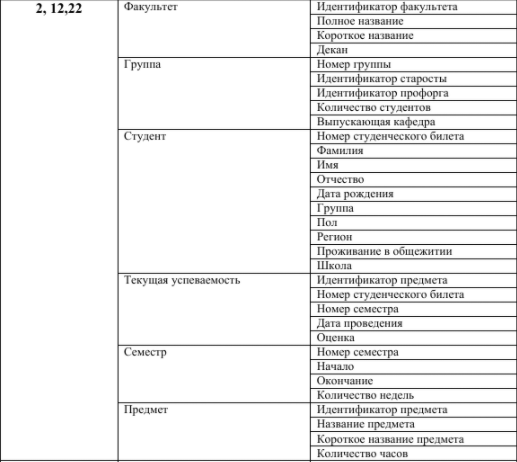 2, 12,22
Факультет
Идентификатор факультета
Полное название
Короткое название
Декан
Группа
Номер группы
Идентификатор старосты
Идентификатор профорга
Количество студентов
Выпускающая кафедра
Студент
Номер студенческого билета
Фамилия
Имя
Отчество
Дата рождения
Группа
Пол
Регион
Проживание в общежитии
Школа
Текущая успеваемость
Идентификатор предмета
Номер студенческого билета
Номер семестра
Дата проведения
Оценка
Семестр
Номер семестра
Начало
Окончание
Количество недель
Предмет
Идентификатор предмета
Название предмета
Короткое название предмета
Количество часов